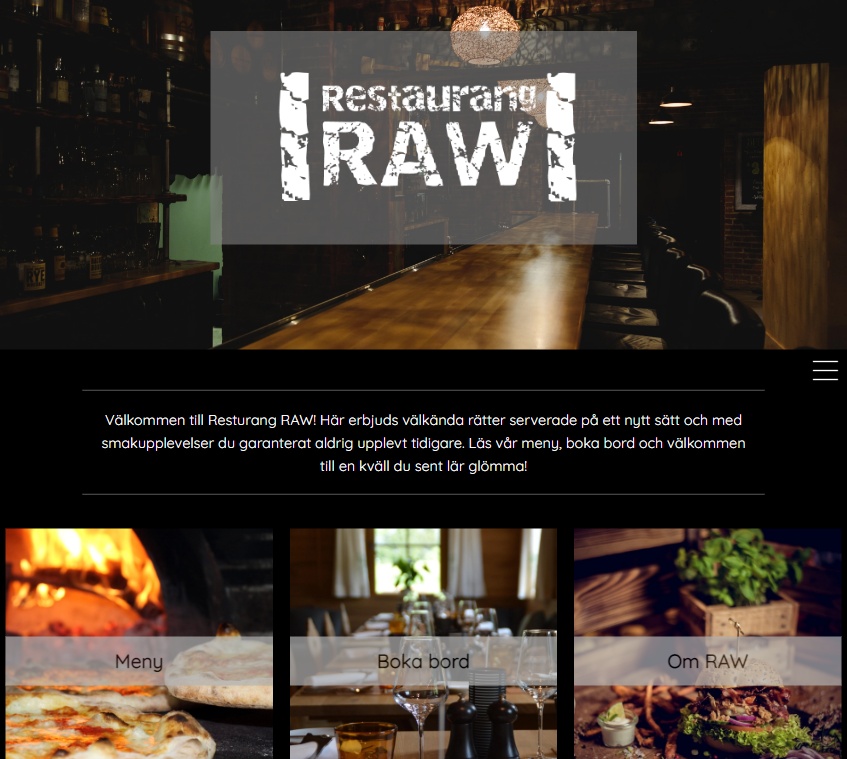 Restaurang
RAW
RYE
Välkommen till Resturang RAW! Här erbjuds välkända rätter serverade på ett nytt sätt och med
smakupplevelser du garanterat aldrig upplevt tidigare. Läs vår meny, boka bord och välkommen
till en kväll du sent lär glömma!
Meny
Boka bord
Om RAW